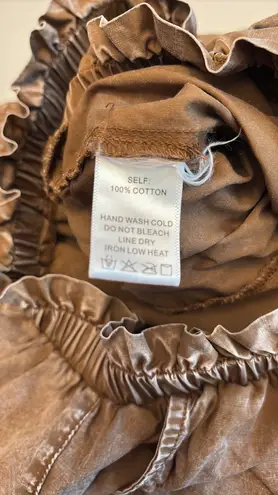 SELF:
100% COTTON
HAND WASH COLD
DO NOT BLEACH
LINE DRY
IRON LOW HEAT